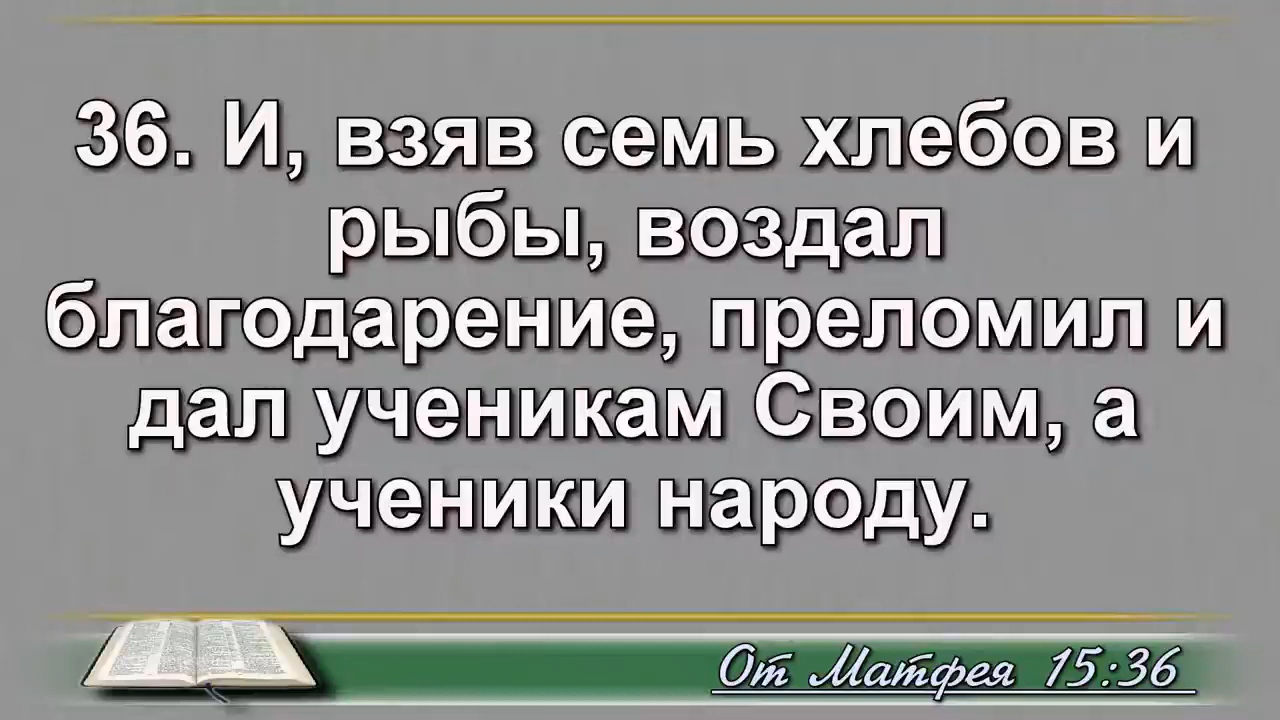 36. И, взяв семь хлебов и
рыбы, воздал
благодарение, преломил и
дал ученикам Своим, а
ученики народу.
От Матфея 15:36